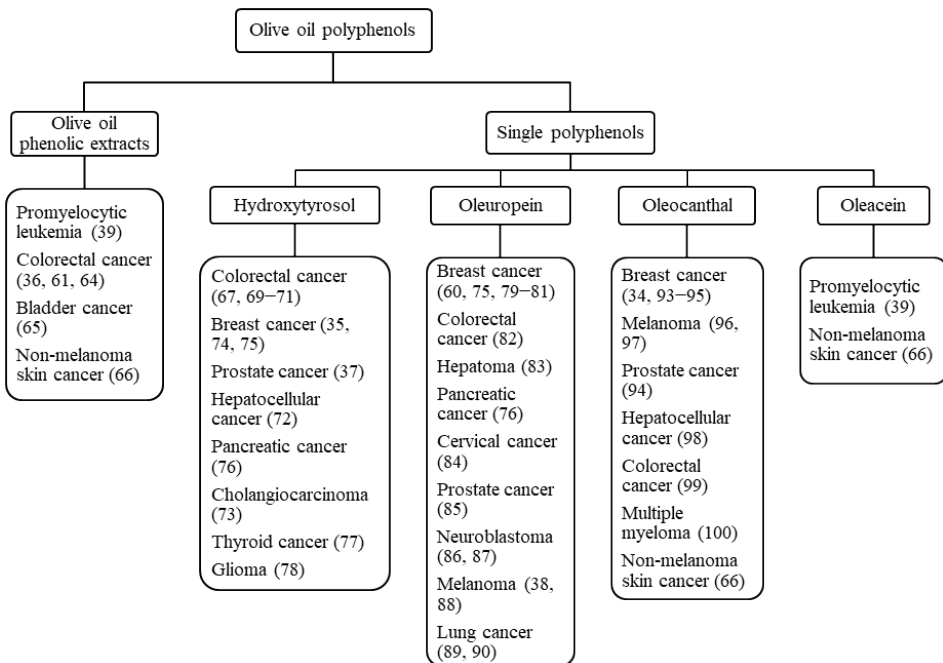 Olive oil polyphenols
Olive oil
phenolic extracts
Single polyphenols
Promyelocytic
leukemia (39)
Colorectal cancer
(36, 61, 64)
Bladder cancer
(65)
Non-melanoma
skin cancer (66)
Hydroxytyrosol
Colorectal cancer
(67, 69−71)
Breast cancer (35,
74, 75)
Prostate cancer (37)
Hepatocellular
cancer (72)
Pancreatic cancer
(76)
Cholangiocarcinoma
(73)
Thyroid cancer (77)
Glioma (78)
Oleuropein
Breast cancer
(60, 75, 79−81)
Colorectal
cancer (82)
Hepatoma (83)
Pancreatic
cancer (76)
Cervical cancer
(84)
Prostate cancer
(85)
Neuroblastoma
(86, 87)
Melanoma (38,
88)
Lung cancer
(89, 90)
Oleocanthal
Breast cancer
(34, 93−95)
Melanoma (96,
97)
Prostate cancer
(94)
Hepatocellular
cancer (98)
Colorectal
cancer (99)
Multiple
myeloma (100)
Non-melanoma
skin cancer (66)
Oleacein
Promyelocytic
leukemia (39)
Non-melanoma
skin cancer (66)